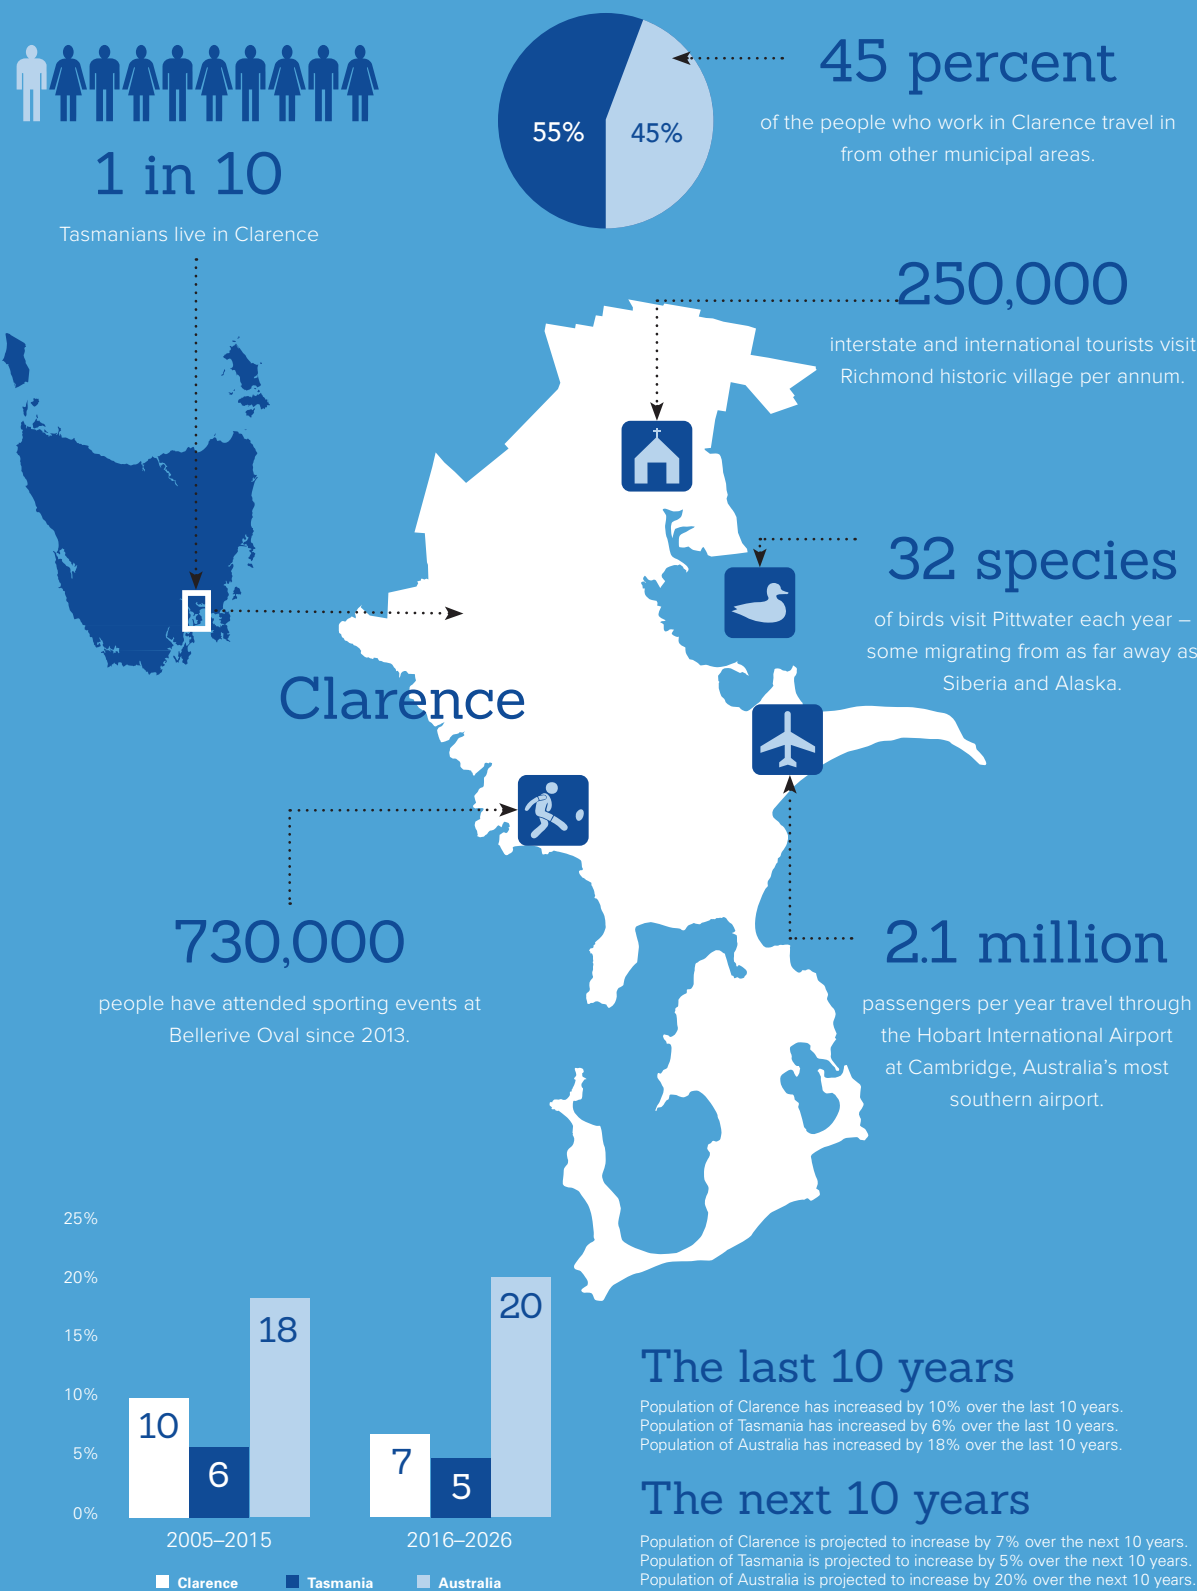 1 in 10
Tasmanians live in Clarence
55%
45%
45 percent
of the people who work in Clarence travel in
from other municipal areas.
250,000
interstate and international tourists visit
Richmond historic village per annum.
32 species
of birds visit Pittwater each year –
some migrating from as far away as
Siberia and Alaska.
Clarence
730,000
people have attended sporting events at
Bellerive Oval since 2013.
2.1 million
passengers per year travel through
the Hobart International Airport
at Cambridge, Australia's most
southern airport.
25%
20%
15%
10%
5%
0%
10
6
18
7
5
20
2005–2015
2016–2026
Clarence
Tasmania
Australia
The last 10 years
Population of Clarence has increased by 10% over the last 10 years.
Population of Tasmania has increased by 6% over the last 10 years.
Population of Australia has increased by 18% over the last 10 years.
The next 10 years
Population of Clarence is projected to increase by 7% over the next 10 years.
Population of Tasmania is projected to increase by 5% over the next 10 years.
Population of Australia is projected to increase by 20% over the next 10 years.